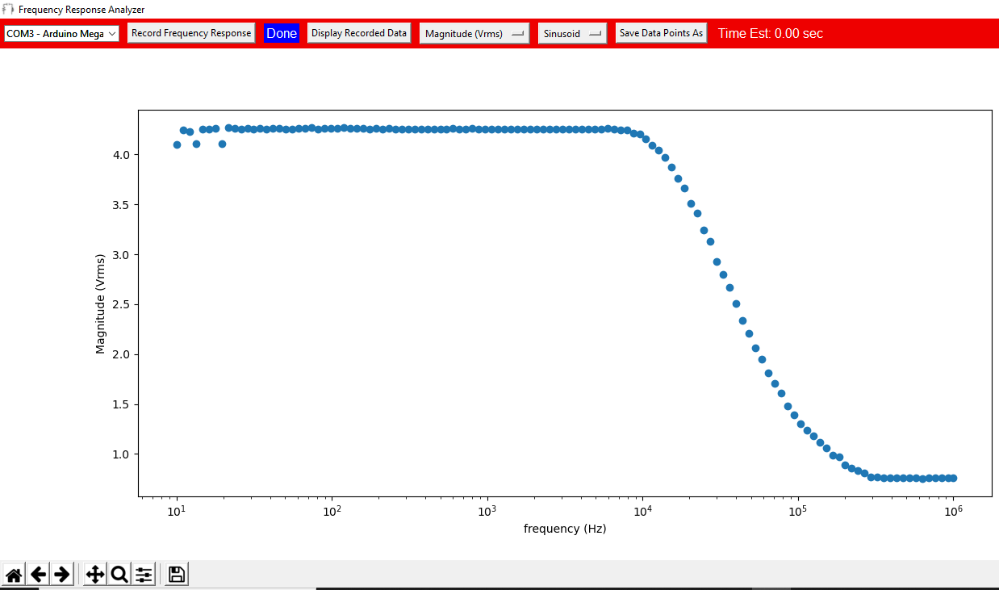 Frequency Response Analyzer
COM3 - Arduino Mega Record Frequency Response Done Display Recorded Data Magnitude (Vrms) Sinusoid Save Data Points As Time Est: 0.00 sec
4.0
3.5
3.0
2.5
2.0
1.5
1.0
Magnitude (Vrms)
10¹ 10² 10³ 10⁴ 10⁵ 10⁶
frequency (Hz)